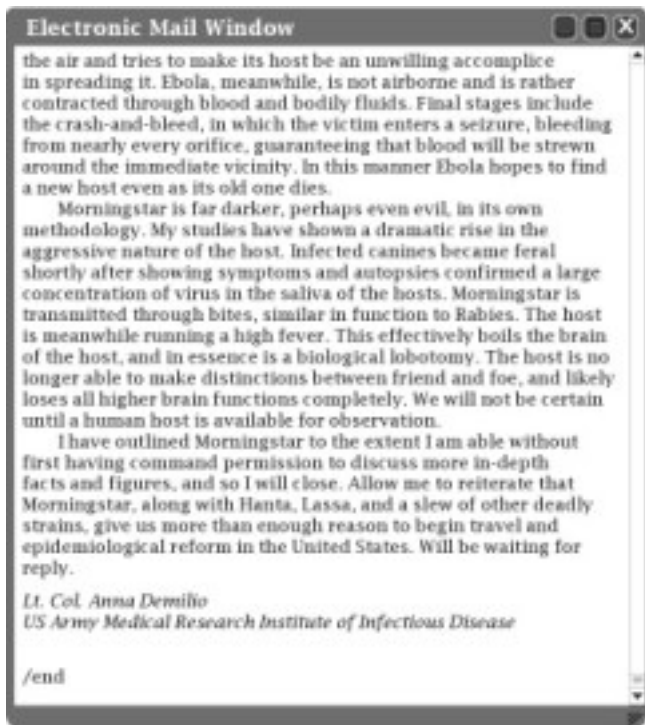 Electronic Mail Window
the air and tries to make its host be an unwilling accomplice
in spreading it. Ebola, meanwhile, is not airborne and is rather
contracted through blood and bodily fluids. Final stages include
the crash-and-bleed, in which the victim enters a seizure, bleeding
from nearly every orifice, guaranteeing that blood will be strewn
around the immediate vicinity. In this manner Ebola hopes to find
a new host even as its old one dies.
Morningstar is far darker, perhaps even evil, in its own
methodology. My studies have shown a dramatic rise in the
aggressive nature of the host. Infected canines became feral
shortly after showing symptoms and autopsies confirmed a large
concentration of virus in the saliva of the hosts. Morningstar is
transmitted through bites, similar in function to Rabies. The host
is meanwhile running a high fever. This effectively boils the brain
of the host, and in essence is a biological lobotomy. The host is no
longer able to make distinctions between friend and foe, and likely
loses all higher brain functions completely. We will not be certain
until a human host is available for observation.
I have outlined Morningstar to the extent I am able without
first having command permission to discuss more in-depth
facts and figures, and so I will close. Allow me to reiterate that
Morningstar, along with Hanta, Lassa, and a slew of other deadly
strains, give us more than enough reason to begin travel and
epidemiological reform in the United States. Will be waiting for
reply.
Lt. Col. Anna Demilio
US Army Medical Research Institute of Infectious Disease
/end